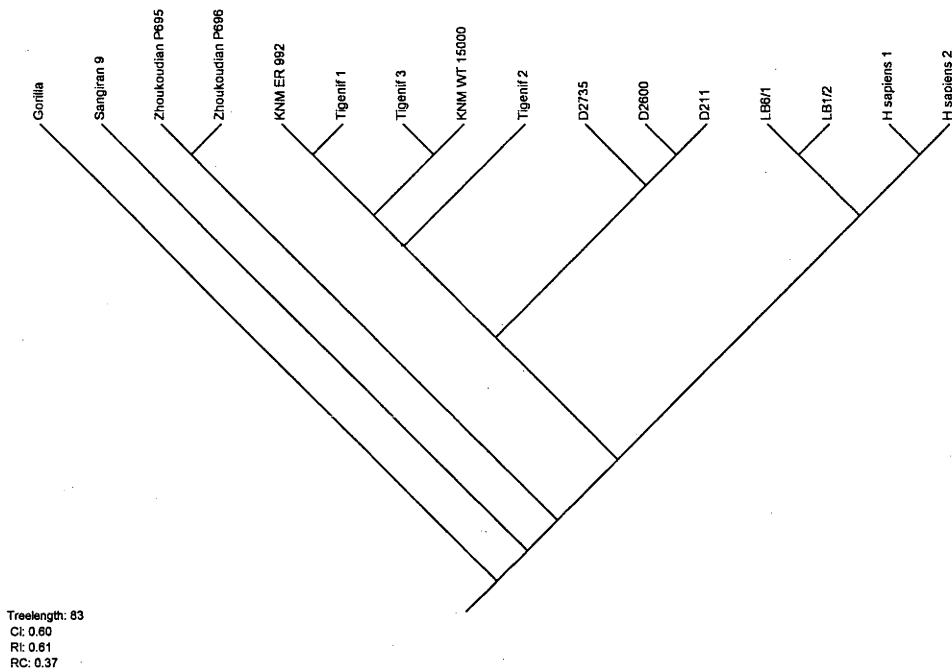 Gorilla
Sangiran 9
Zhoukoudian P695
Zhoukoudian P696
KNM ER 992
Tigenif 1
Tigenif 3
KNM WT 15000
Tigenif 2
D2735
D2600
D211
LB6/1
LB1/2
H sapiens 1
H sapiens 2
Treelength: 83
CI: 0.60
RI: 0.61
RC: 0.37